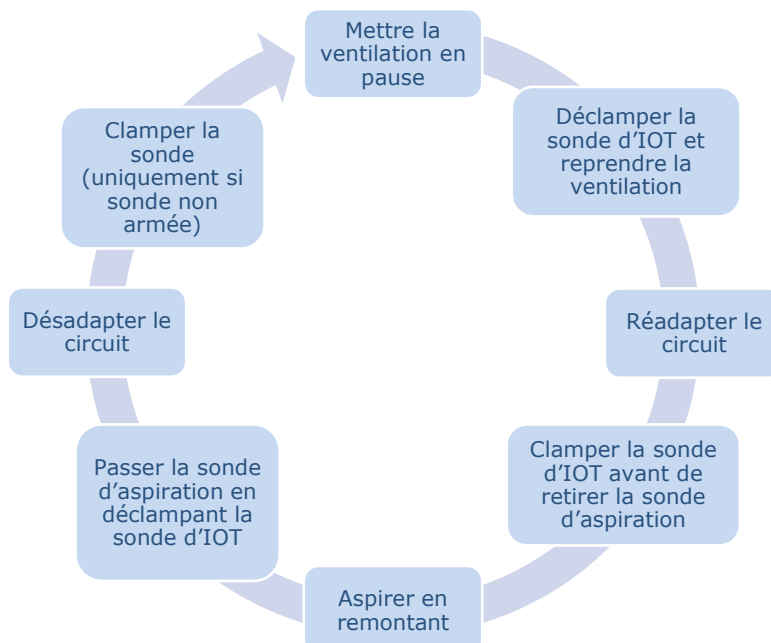 Mettre la
ventilation en
pause
Déclamper la
sonde d'IOT et
reprendre la
ventilation
Réadapter le
circuit
Clamper la sonde
d'IOT avant de
retirer la sonde
d'aspiration
Aspirer en
remontant
Passer la sonde
d'aspiration en
déclampant la
sonde d'IOT
Désadapter le
circuit
Clamper la
sonde
(uniquement si
sonde non
armée)